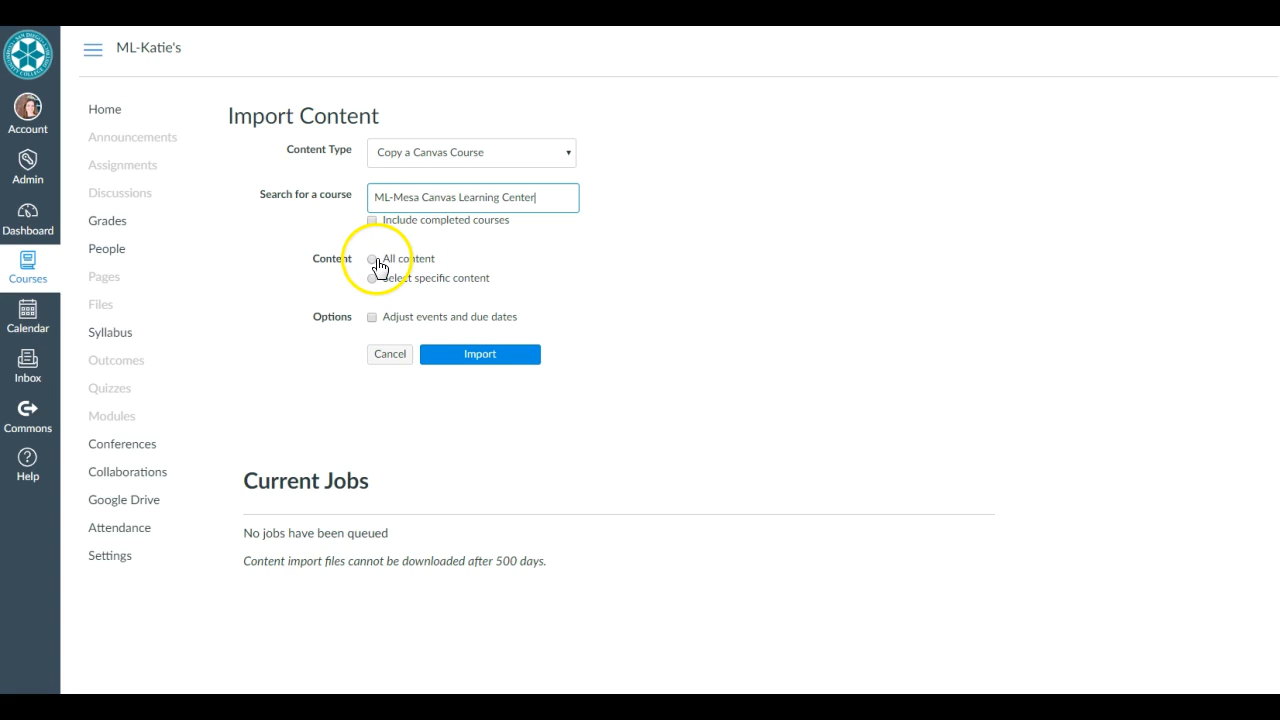 ML-Katie's
Account
Admin
Dashboard
Courses
Calendar
Inbox
Commons
Help
Home
Announcements
Assignments
Discussions
Grades
People
Pages
Files
Syllabus
Outcomes
Quizzes
Modules
Conferences
Collaborations
Google Drive
Attendance
Settings
Import Content
Content Type Copy a Canvas Course
Search for a course ML-Mesa Canvas Learning Center
Include completed courses
Content All content
Select specific content
Options Adjust events and due dates
Cancel Import
Current Jobs
No jobs have been queued
Content import files cannot be downloaded after 500 days.